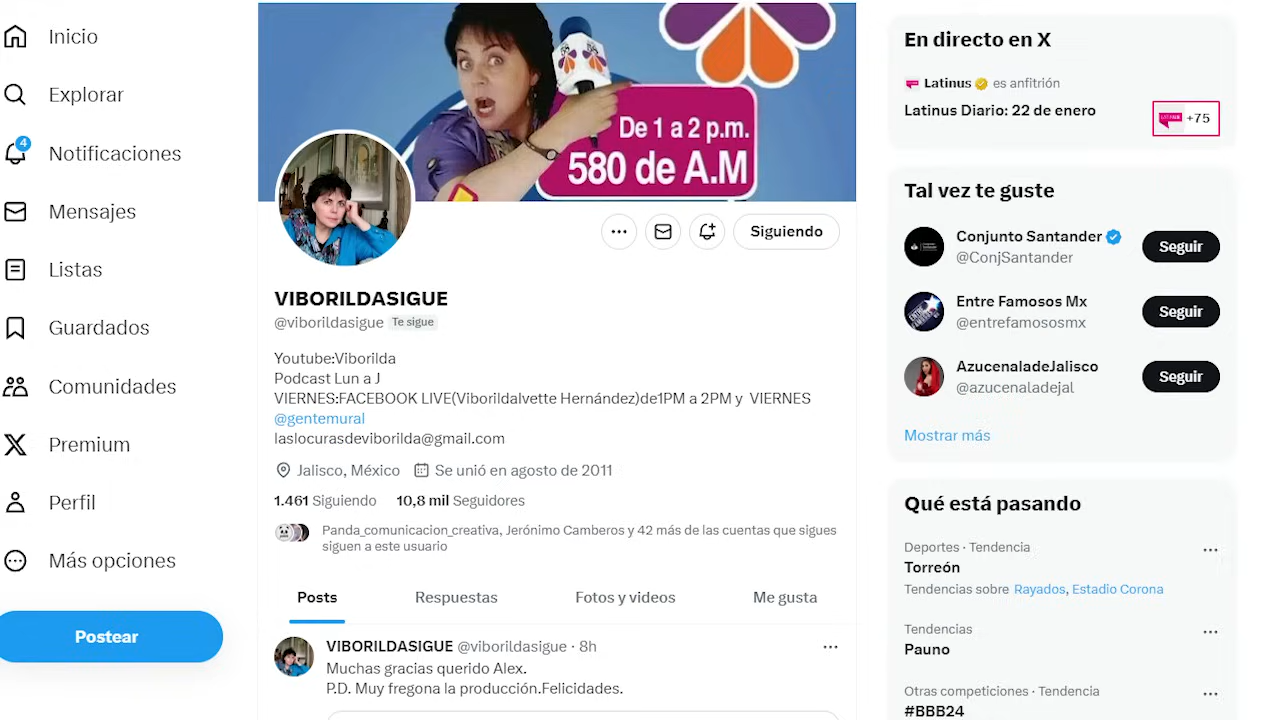 Inicio
Explorar
4
Notificaciones
Mensajes
Listas
Guardados
Comunidades
Premium
Perfil
Más opciones
Postear
De 1 a 2 p.m.
580 de A.M
Siguiendo
VIBORILDASIGUE
@viborildasigue Te sigue
Youtube:Viborilda
Podcast Lun a J
VIERNES:FACEBOOK LIVE(ViborildaIvette Hernández)de1PM a 2PM y VIERNES
@gentemural
laslocurasdeviborilda@gmail.com
Jalisco, México Se unió en agosto de 2011
1.461 Siguiendo 10,8 mil Seguidores
Panda_comunicacion_creativa, Jerónimo Camberos y 42 más de las cuentas que sigues
siguen a este usuario
Posts Respuestas Fotos y videos Me gusta
VIBORILDASIGUE @viborildasigue · 8h
Muchas gracias querido Alex.
P.D. Muy fregona la producción.Felicidades.
En directo en X
Latinus es anfitrión
Latinus Diario: 22 de enero
LATINUS +75
Tal vez te guste
Conjunto Santander
@ConjSantander
Seguir
Entre Famosos Mx
@entrefamososmx
Seguir
AzucenaladeJalisco
@azucenaladejal
Seguir
Mostrar más
Qué está pasando
Deportes · Tendencia
Torreón
Tendencias sobre Rayados, Estadio Corona
Tendencias
Pauno
Otras competiciones · Tendencia
#BBB24